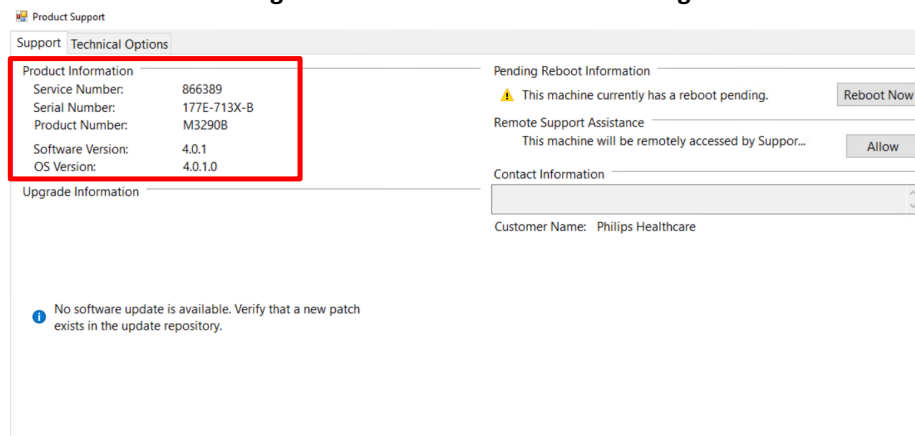 Product Support
Support Technical Options
Product Information
Service Number: 866389
Serial Number: 177E-713X-B
Product Number: M3290B
Software Version: 4.0.1
OS Version: 4.0.1.0
Upgrade Information
No software update is available. Verify that a new patch
exists in the update repository.
Pending Reboot Information
This machine currently has a reboot pending.
Reboot Now
Remote Support Assistance
This machine will be remotely accessed by Suppor...
Allow
Contact Information
Customer Name: Philips Healthcare